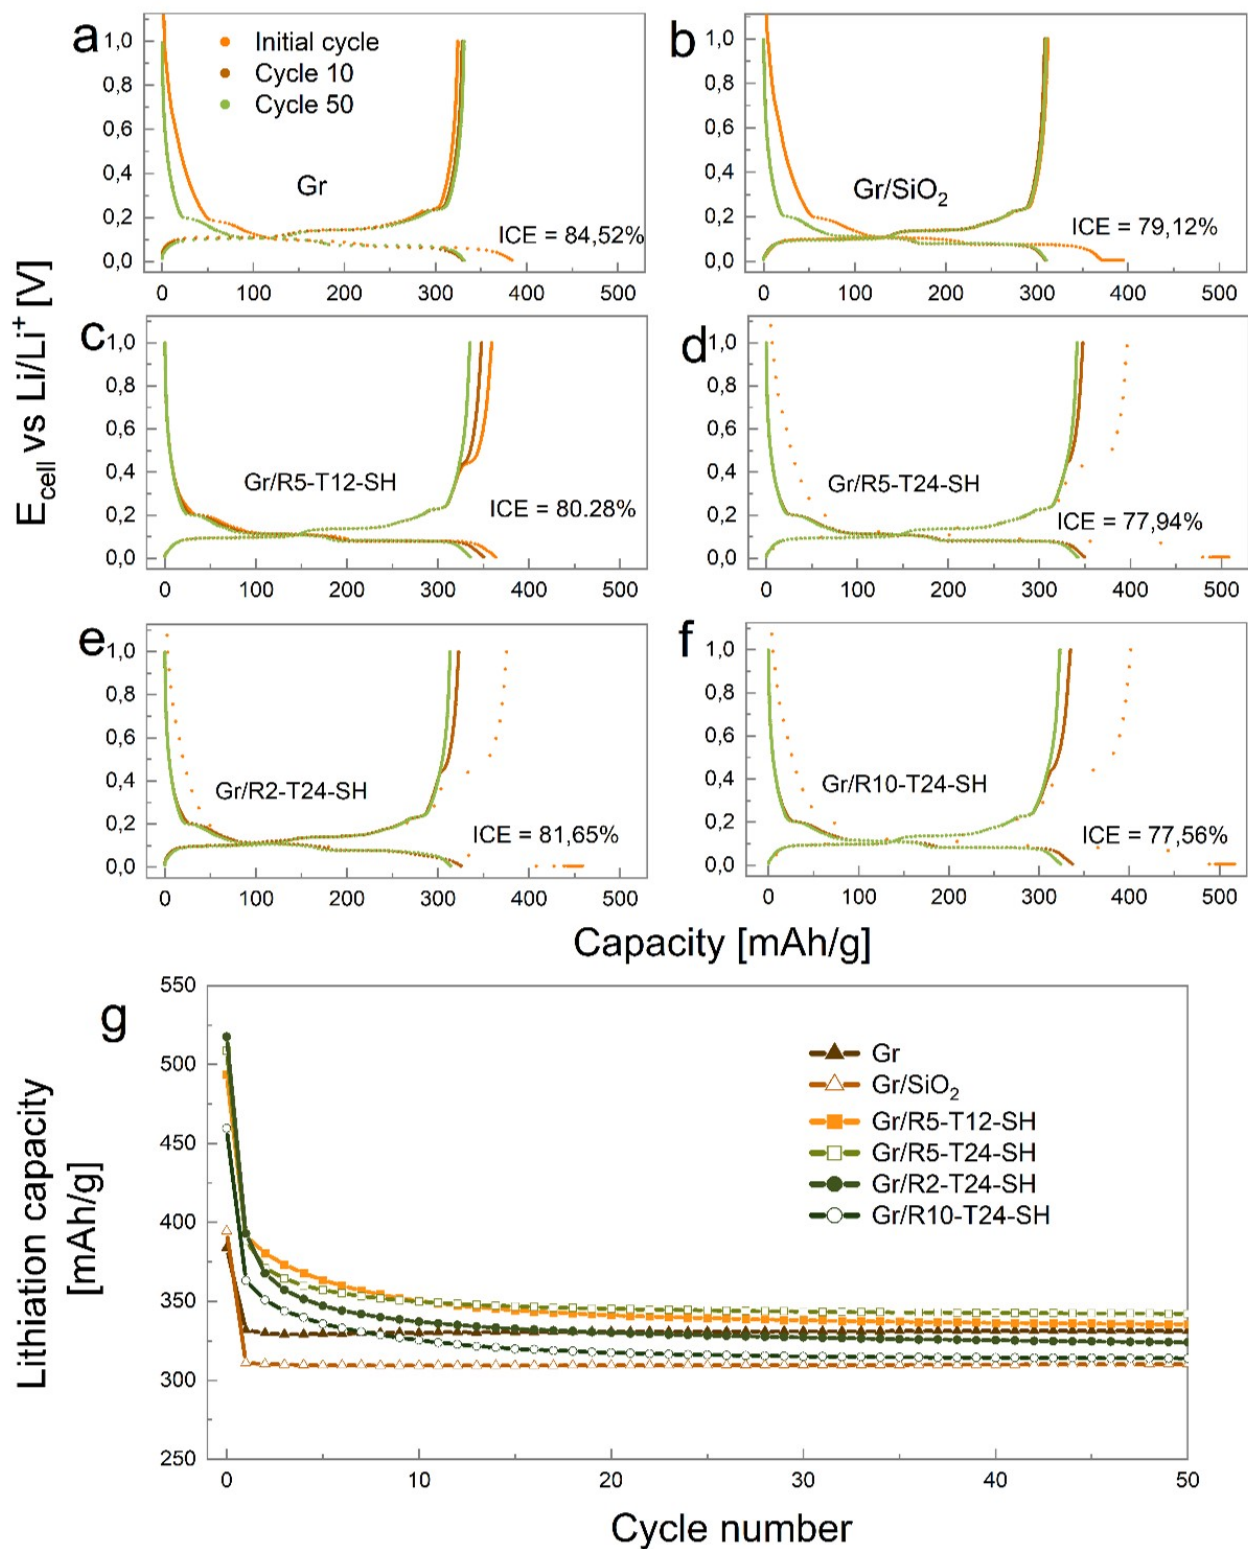 a
Initial cycle
Cycle 10
Cycle 50
Gr
ICE = 84,52%
1,0
0,8
0,6
0,4
0,2
0,0
0 100 200 300 400 500
b
Gr/SiO₂
ICE = 79,12%
1,0
0,8
0,6
0,4
0,2
0,0
0 100 200 300 400 500
E_cell vs Li/Li⁺ [V]
c
Gr/R5-T12-SH
ICE = 80.28%
1,0
0,8
0,6
0,4
0,2
0,0
0 100 200 300 400 500
d
Gr/R5-T24-SH
ICE = 77,94%
1,0
0,8
0,6
0,4
0,2
0,0
0 100 200 300 400 500
e
Gr/R2-T24-SH
ICE = 81,65%
1,0
0,8
0,6
0,4
0,2
0,0
0 100 200 300 400 500
f
Gr/R10-T24-SH
ICE = 77,56%
1,0
0,8
0,6
0,4
0,2
0,0
0 100 200 300 400 500
Capacity [mAh/g]
g
Lithiation capacity
[mAh/g]
550
500
450
400
350
300
250
Gr
Gr/SiO₂
Gr/R5-T12-SH
Gr/R5-T24-SH
Gr/R2-T24-SH
Gr/R10-T24-SH
0 10 20 30 40 50
Cycle number